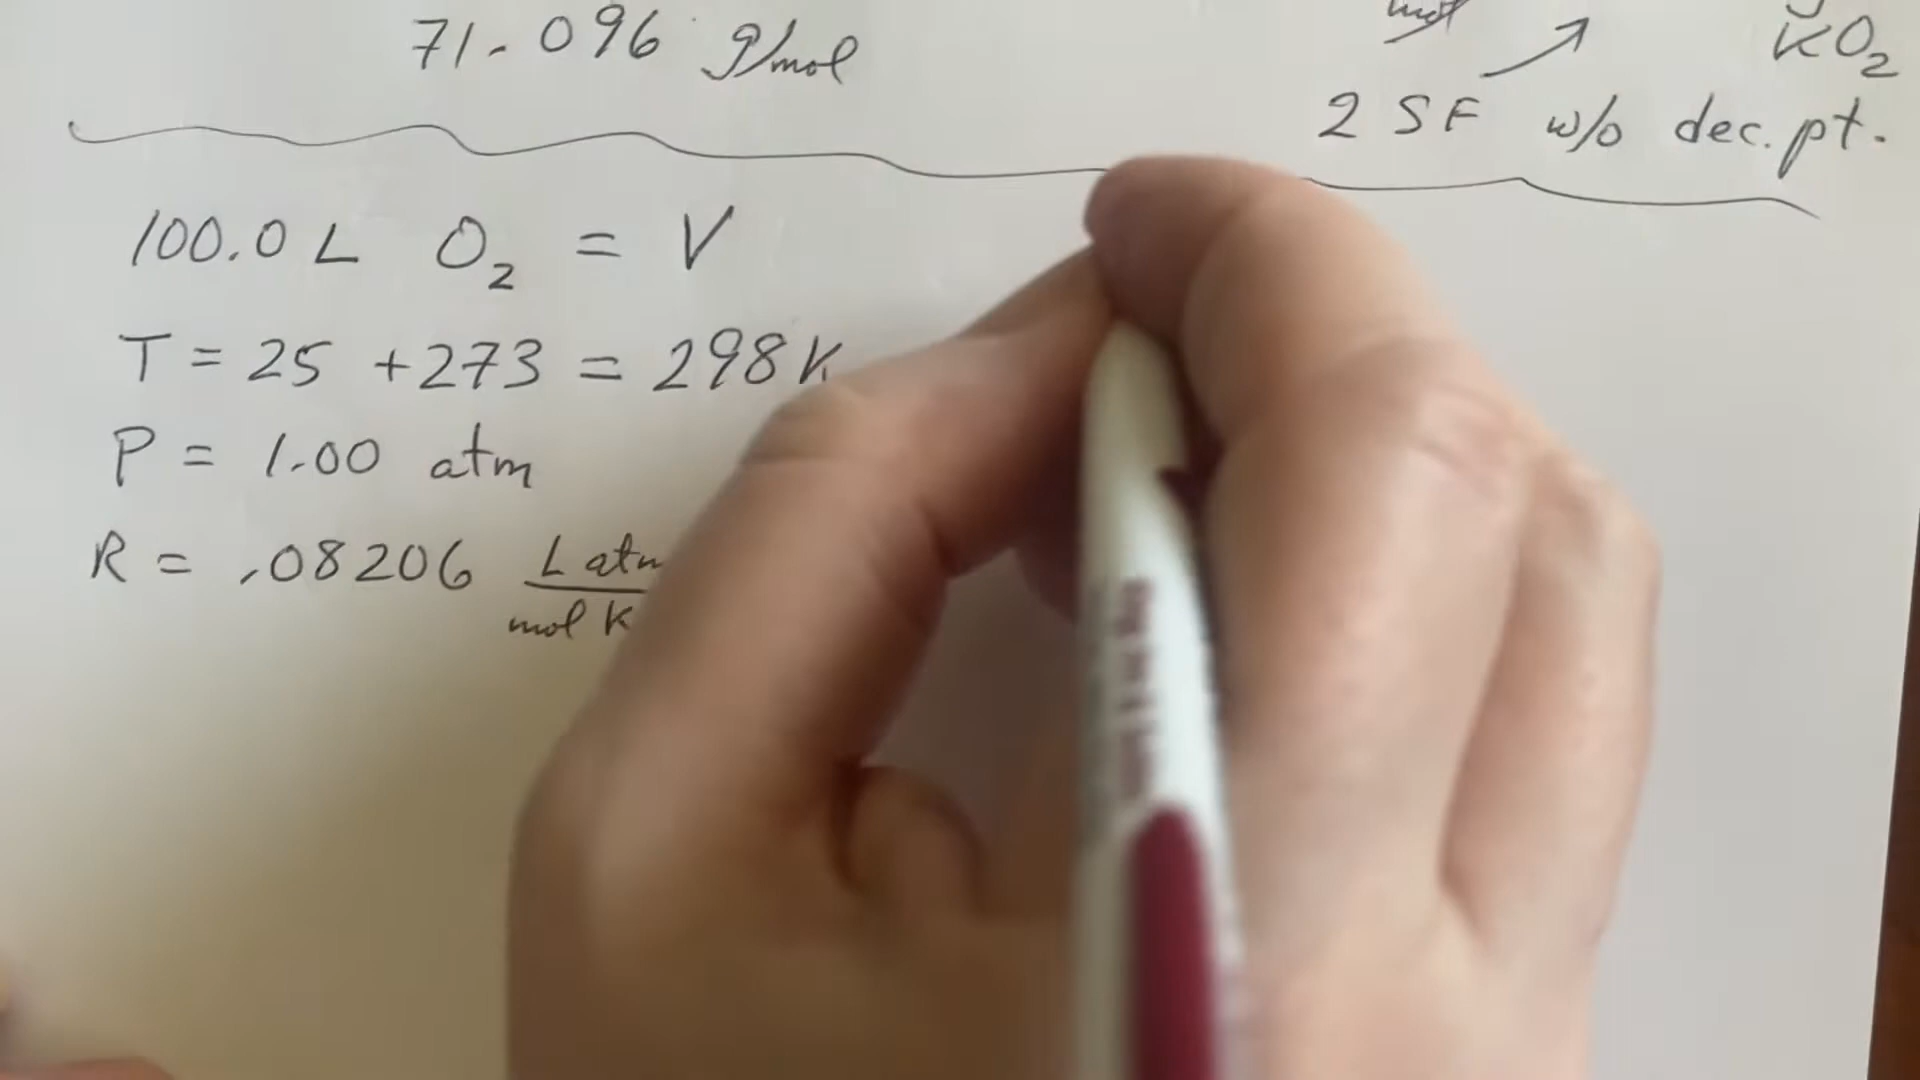 71.096 g/mol
KO₂
2 SF w/o dec. pt.
100.0 L O₂ = V
T = 25 + 273 = 298 K
P = 1.00 atm
R = .08206 L atm
mol K